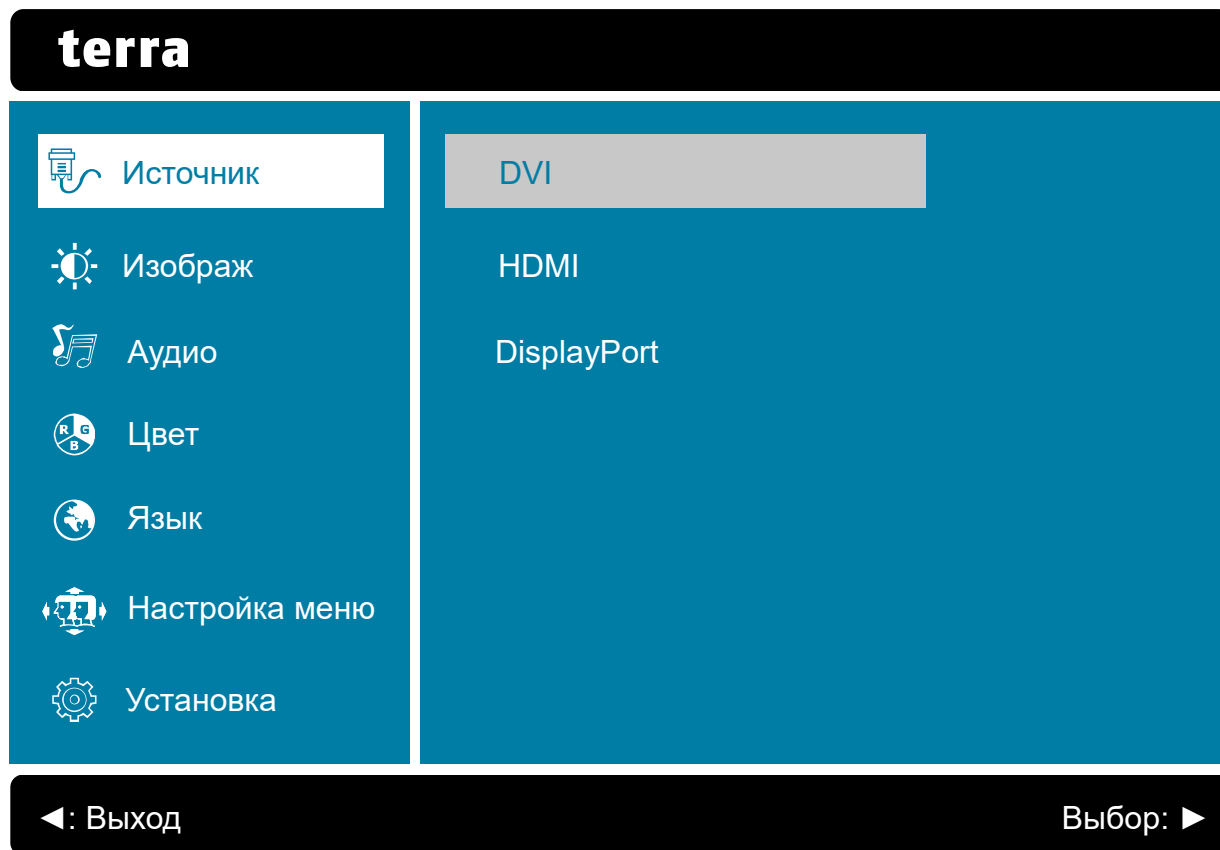 terra
Источник
DVI
Изображ
HDMI
Аудио
DisplayPort
R G
B
Цвет
Язык
Настройка меню
Установка
◄: Выход
Выбор: ►